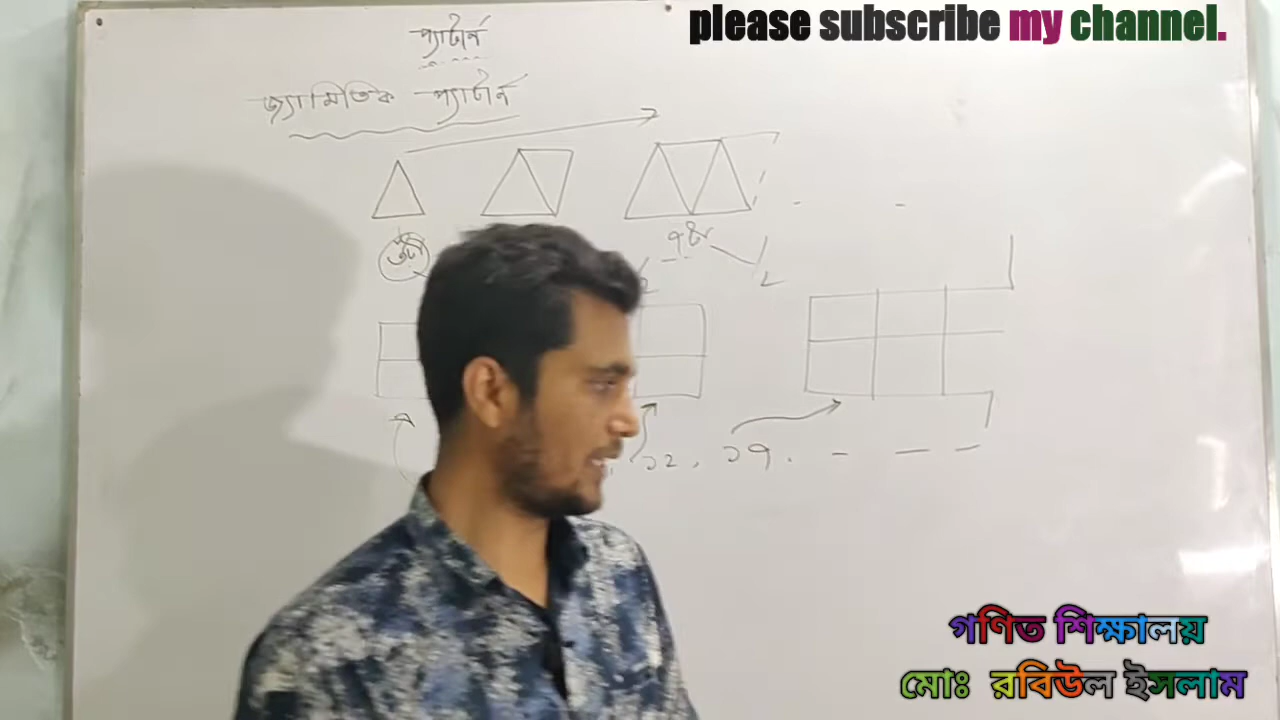 please subscribe my channel.
প্যাটার্ন
জ্যামিতিক প্যাটার্ন
৩টা
৭টা
১২, ১৭. - - -
গণিত শিক্ষালয়
মোঃ রবিউল ইসলাম